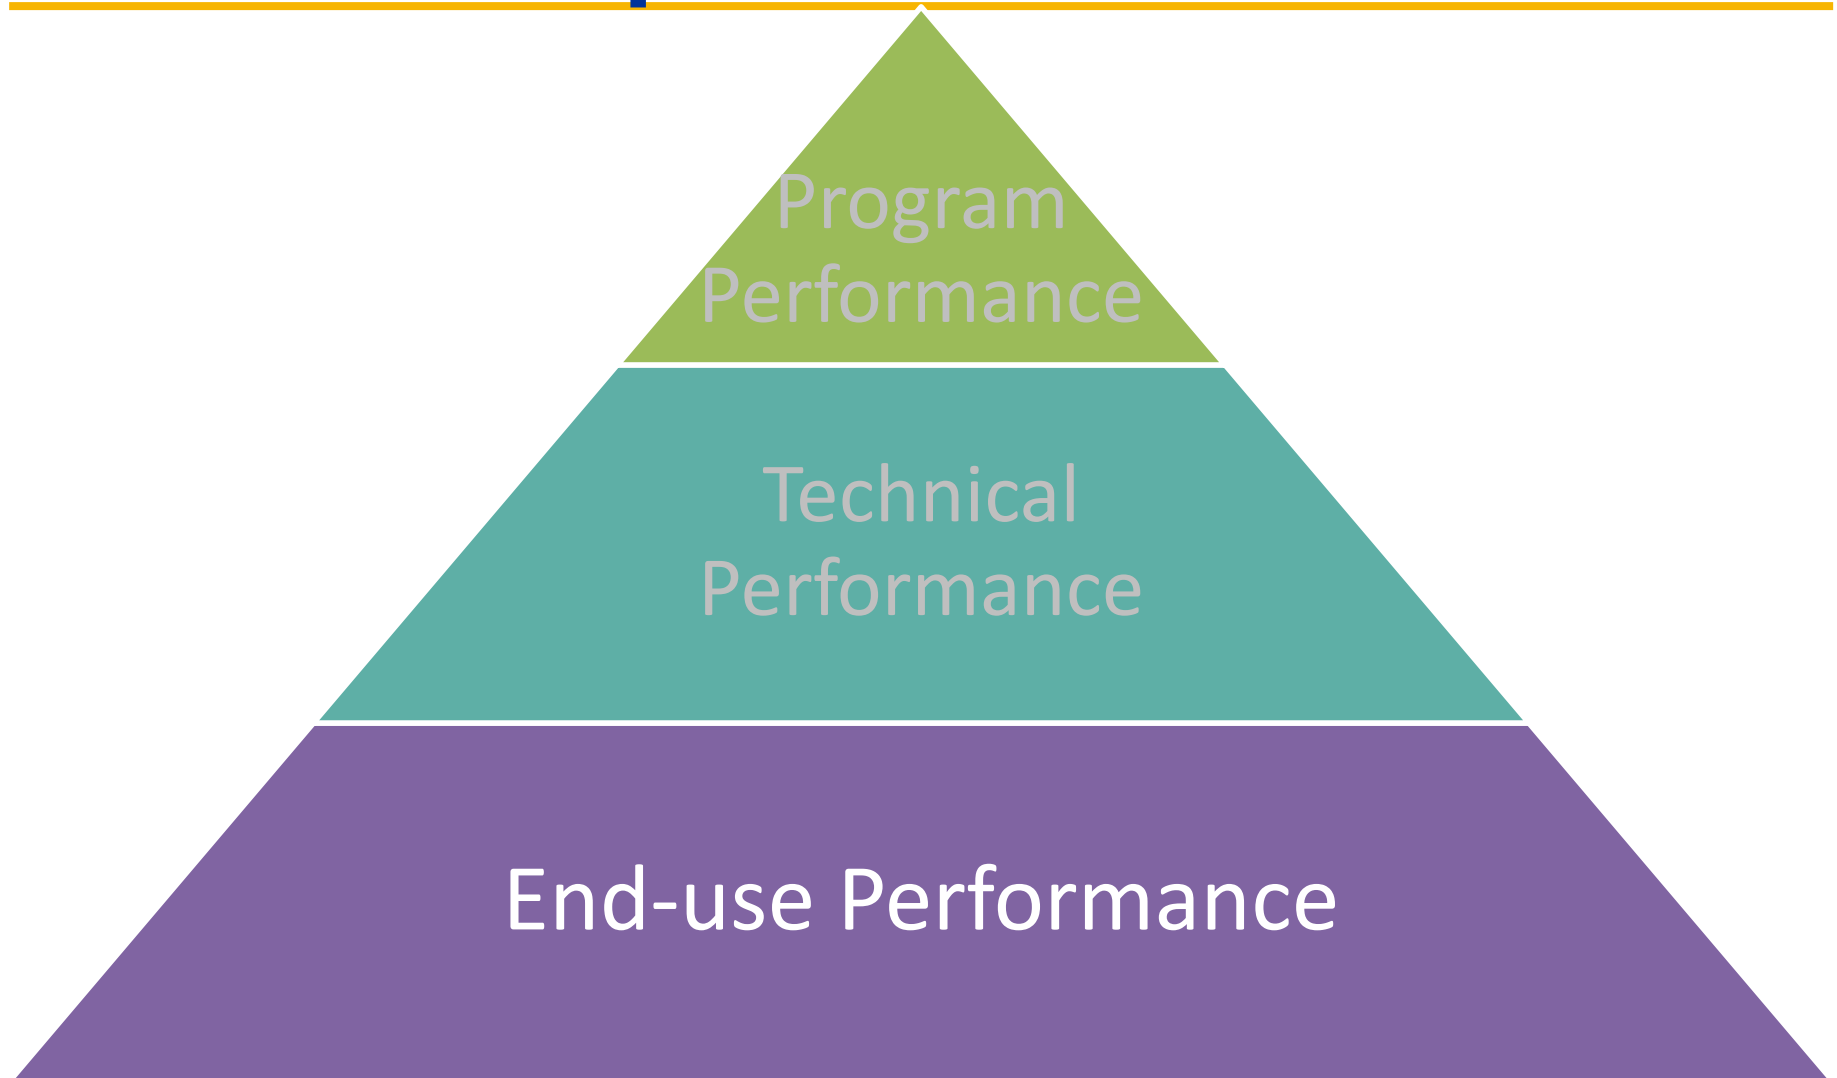 Program
Performance
Technical
Performance
End-use Performance